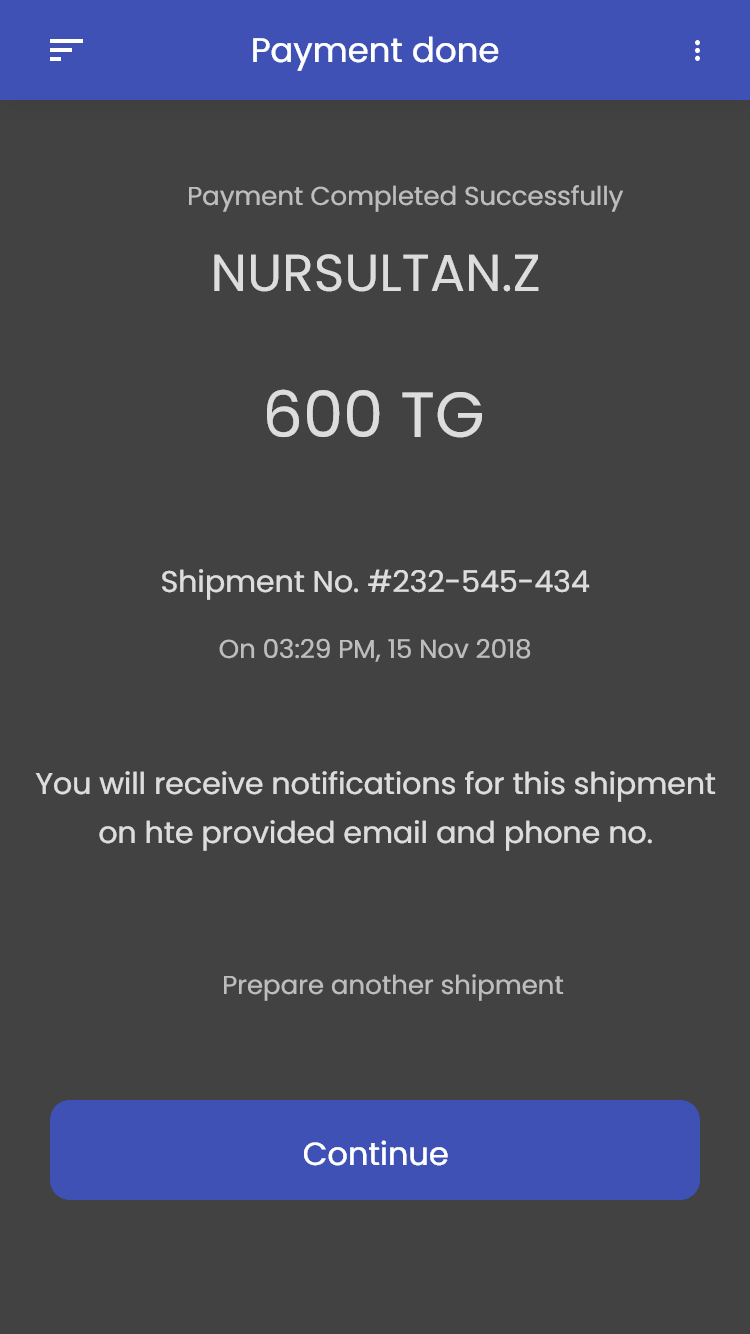 Payment done
Payment Completed Successfully
NURSULTAN.Z
600 TG
Shipment No. #232-545-434
On 03:29 PM, 15 Nov 2018
You will receive notifications for this shipment
on hte provided email and phone no.
Prepare another shipment
Continue